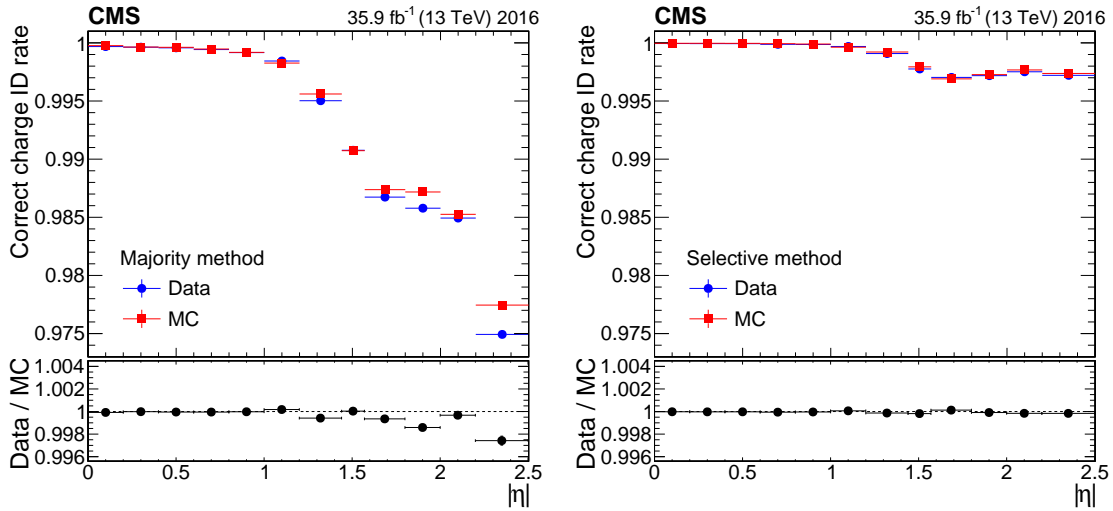 CMS
35.9 fb⁻¹ (13 TeV) 2016
Correct charge ID rate
1
0.995
0.99
0.985
0.98
0.975
Majority method
Data
MC
Data / MC
1.004
1.002
1
0.998
0.996
0
0.5
1
1.5
2
2.5
|η|
CMS
35.9 fb⁻¹ (13 TeV) 2016
Correct charge ID rate
1
0.995
0.99
0.985
0.98
0.975
Selective method
Data
MC
Data / MC
1.004
1.002
1
0.998
0.996
0
0.5
1
1.5
2
2.5
|η|